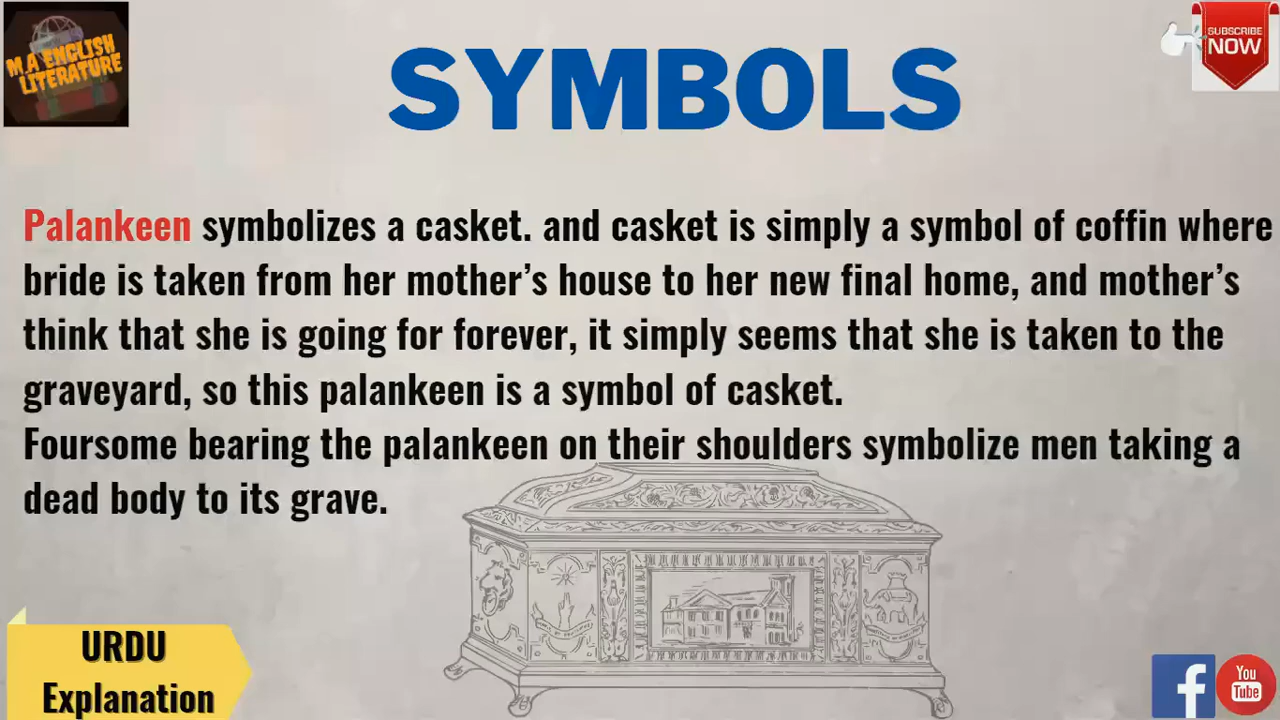 M.A ENGLISH
LITERATURE
SUBSCRIBE
NOW
SYMBOLS
Palankeen symbolizes a casket. and casket is simply a symbol of coffin where
bride is taken from her mother’s house to her new final home, and mother’s
think that she is going for forever, it simply seems that she is taken to the
graveyard, so this palankeen is a symbol of casket.
Foursome bearing the palankeen on their shoulders symbolize men taking a
dead body to its grave.
URDU
Explanation
f
You
Tube